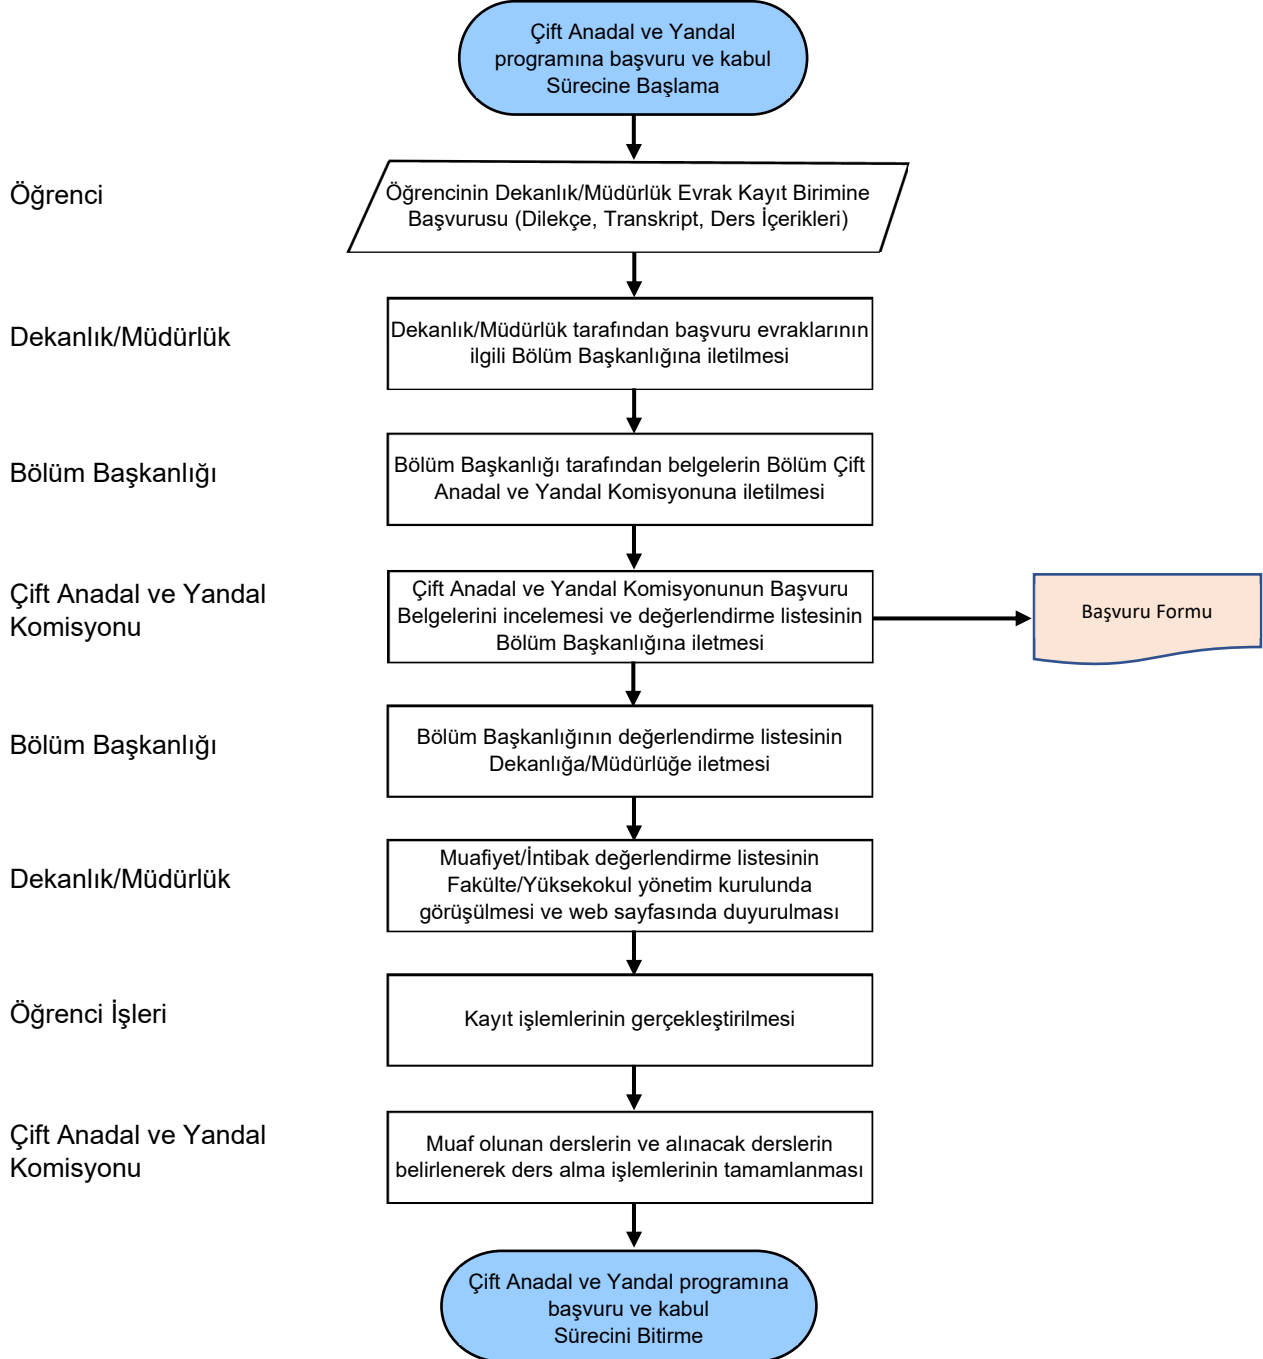 Çift Anadal ve Yandal
programına başvuru ve kabul
Sürecine Başlama
Öğrenci
Öğrencinin Dekanlık/Müdürlük Evrak Kayıt Birimine
Başvurusu (Dilekçe, Transkript, Ders İçerikleri)
Dekanlık/Müdürlük
Dekanlık/Müdürlük tarafından başvuru evraklarının
ilgili Bölüm Başkanlığına iletilmesi
Bölüm Başkanlığı
Bölüm Başkanlığı tarafından belgelerin Bölüm Çift
Anadal ve Yandal Komisyonuna iletilmesi
Çift Anadal ve Yandal
Komisyonu
Çift Anadal ve Yandal Komisyonunun Başvuru
Belgelerini incelemesi ve değerlendirme listesinin
Bölüm Başkanlığına iletmesi
Başvuru Formu
Bölüm Başkanlığı
Bölüm Başkanlığının değerlendirme listesinin
Dekanlığa/Müdürlüğe iletmesi
Dekanlık/Müdürlük
Muafiyet/İntibak değerlendirme listesinin
Fakülte/Yüksekokul yönetim kurulunda
görüşülmesi ve web sayfasında duyurulması
Öğrenci İşleri
Kayıt işlemlerinin gerçekleştirilmesi
Çift Anadal ve Yandal
Komisyonu
Muaf olunan derslerin ve alınacak derslerin
belirlenerek ders alma işlemlerinin tamamlanması
Çift Anadal ve Yandal programına
başvuru ve kabul
Sürecini Bitirme